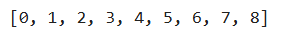 [0, 1, 2, 3, 4, 5, 6, 7, 8]